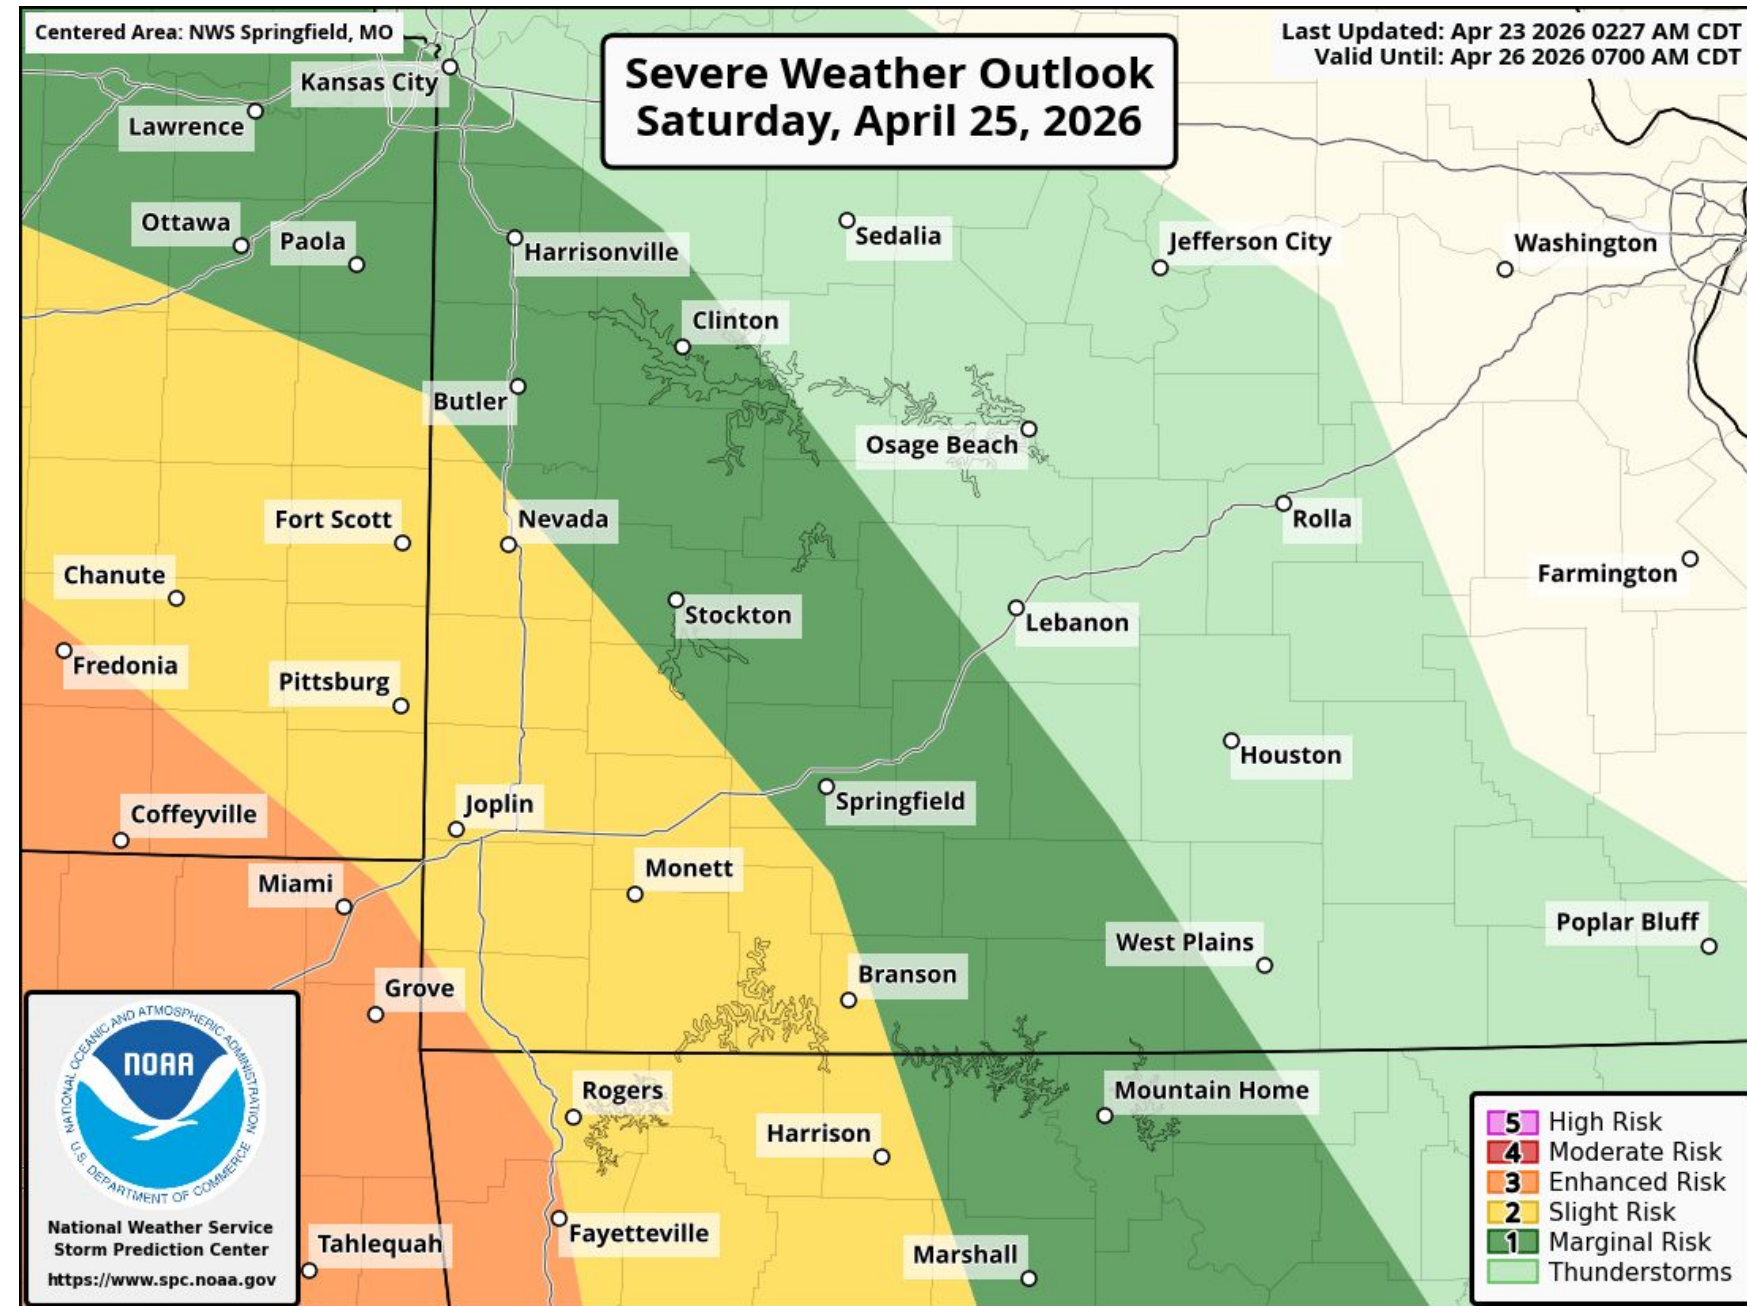 Centered Area: NWS Springfield, MO
Last Updated: Apr 23 2026 0227 AM CDT
Valid Until: Apr 26 2026 0700 AM CDT
Severe Weather Outlook
Saturday, April 25, 2026
Kansas City
Lawrence
Ottawa
Paola
Harrisonville
Sedalia
Jefferson City
Washington
Clinton
Butler
Osage Beach
Fort Scott
Nevada
Rolla
Chanute
Farmington
Stockton
Lebanon
Fredonia
Pittsburg
Houston
Coffeyville
Joplin
Springfield
Miami
Monett
Poplar Bluff
West Plains
Branson
Grove
Rogers
Mountain Home
Harrison
Fayetteville
Tahlequah
Marshall
NATIONAL OCEANIC AND ATMOSPHERIC ADMINISTRATION
NOAA
U.S. DEPARTMENT OF COMMERCE
National Weather Service
Storm Prediction Center
https://www.spc.noaa.gov
5 High Risk
4 Moderate Risk
3 Enhanced Risk
2 Slight Risk
1 Marginal Risk
Thunderstorms